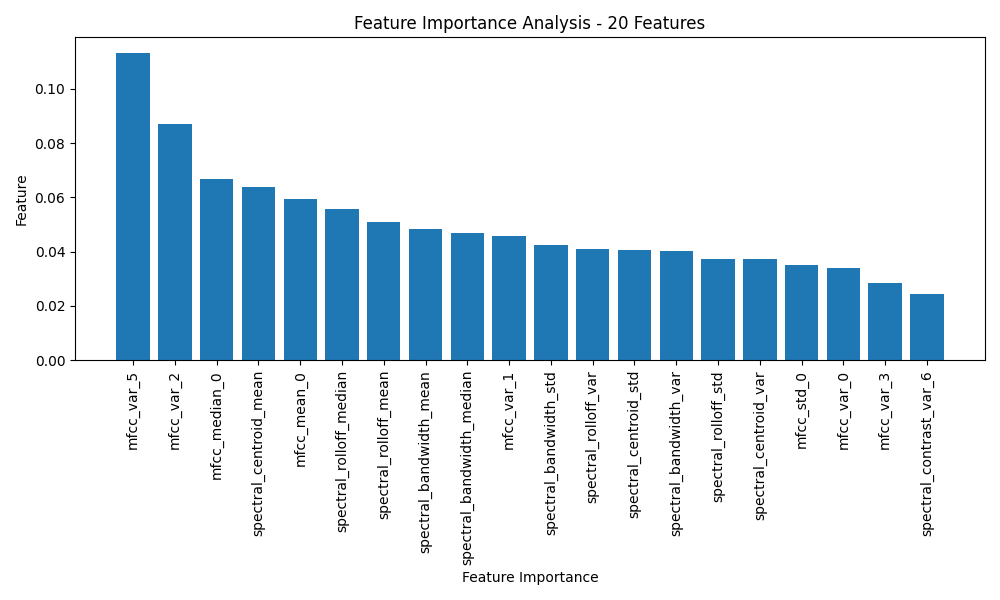 Feature Importance Analysis - 20 Features
Feature
0.10
0.08
0.06
0.04
0.02
0.00
mfcc_var_5
mfcc_var_2
mfcc_median_0
spectral_centroid_mean
mfcc_mean_0
spectral_rolloff_median
spectral_rolloff_mean
spectral_bandwidth_mean
spectral_bandwidth_median
mfcc_var_1
spectral_bandwidth_std
spectral_rolloff_var
spectral_centroid_std
spectral_bandwidth_var
spectral_rolloff_std
spectral_centroid_var
mfcc_std_0
mfcc_var_0
mfcc_var_3
spectral_contrast_var_6
Feature Importance